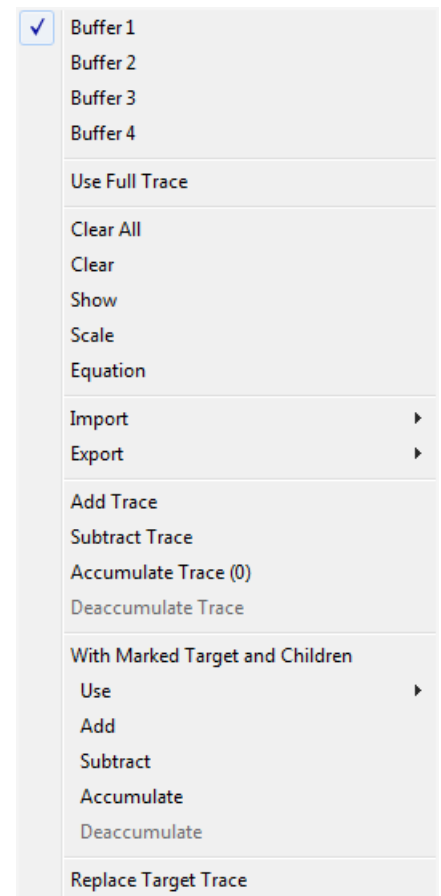 Buffer 1
Buffer 2
Buffer 3
Buffer 4
Use Full Trace
Clear All
Clear
Show
Scale
Equation
Import
Export
Add Trace
Subtract Trace
Accumulate Trace (0)
Deaccumulate Trace
With Marked Target and Children
Use
Add
Subtract
Accumulate
Deaccumulate
Replace Target Trace